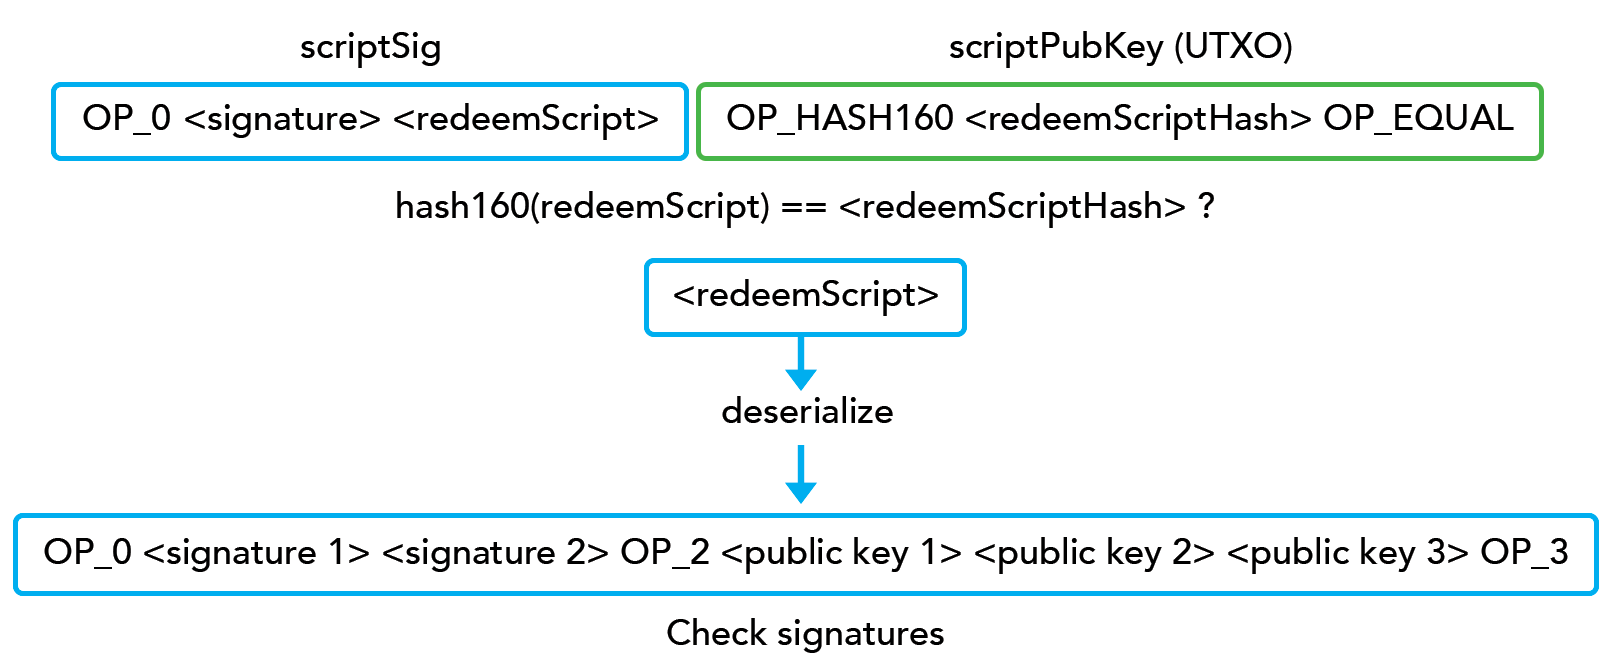 scriptSig
scriptPubKey (UTXO)
OP_0 <signature> <redeemScript>
OP_HASH160 <redeemScriptHash> OP_EQUAL
hash160(redeemScript) == <redeemScriptHash> ?
<redeemScript>
deserialize
OP_0 <signature 1> <signature 2> OP_2 <public key 1> <public key 2> <public key 3> OP_3
Check signatures